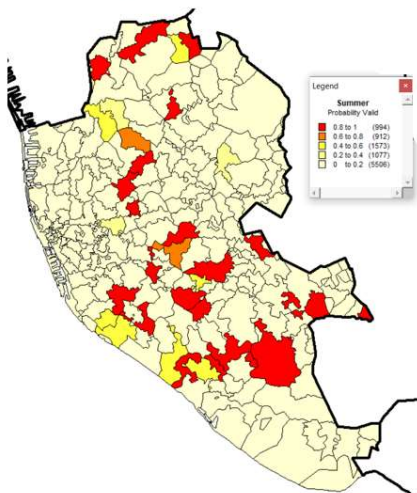 Legend
Summer
Probablity Valid
0.8 to 1 (994)
0.6 to 0.8 (912)
0.4 to 0.6 (1573)
0.2 to 0.4 (1077)
0 to 0.2 (5506)